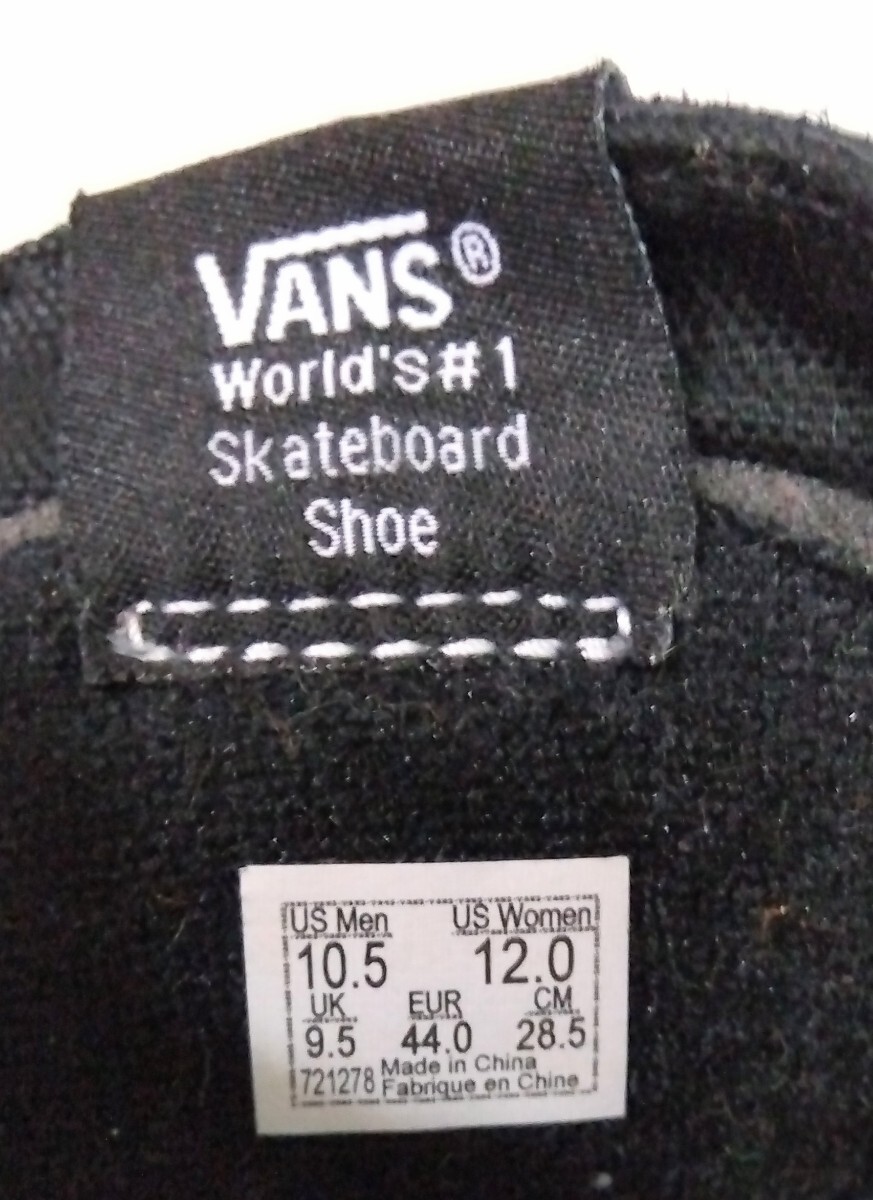 VANS®
World's #1
Skateboard
Shoe
US Men US Women
10.5 12.0
UK EUR CM
9.5 44.0 28.5
721278 Made in China
Fabrique en Chine